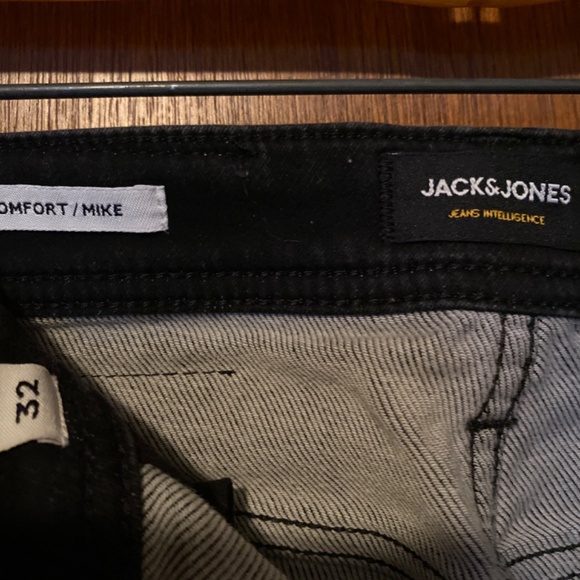 OMFORT / MIKE
JACK&JONES
JEANS INTELLIGENCE
32